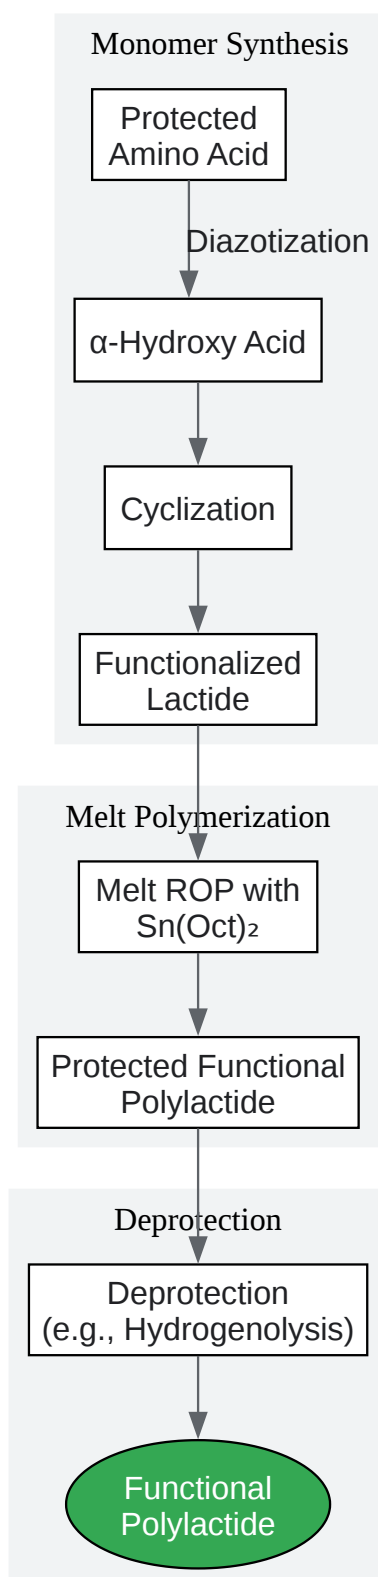 Monomer Synthesis
Protected
Amino Acid
Diazotization
α-Hydroxy Acid
Cyclization
Functionalized
Lactide
Melt Polymerization
Melt ROP with
Sn(Oct)₂
Protected Functional
Polylactide
Deprotection
Deprotection
(e.g., Hydrogenolysis)
Functional
Polylactide